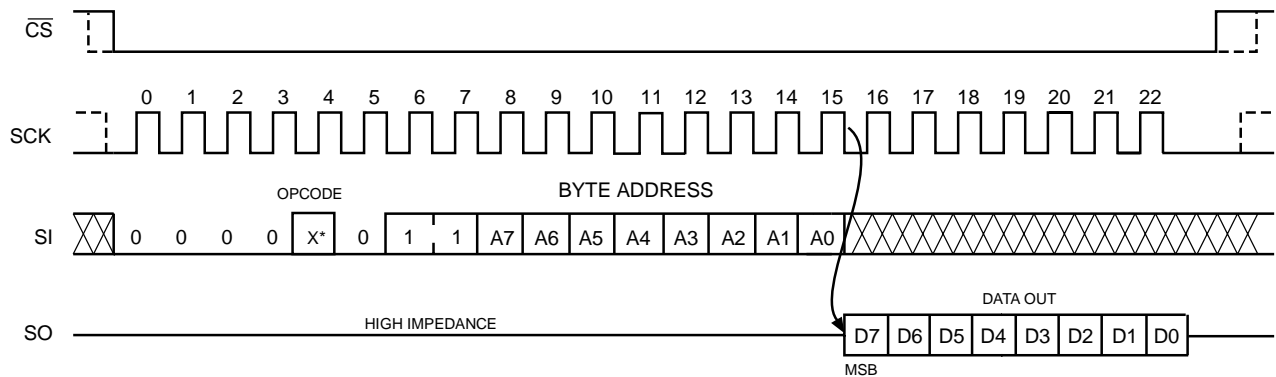 CS
0 1 2 3 4 5 6 7 8 9 10 11 12 13 14 15 16 17 18 19 20 21 22
SCK
OPCODE
BYTE ADDRESS
SI 0 0 0 0 X* 0 1 1 A7 A6 A5 A4 A3 A2 A1 A0
DATA OUT
HIGH IMPEDANCE
SO D7 D6 D5 D4 D3 D2 D1 D0
MSB